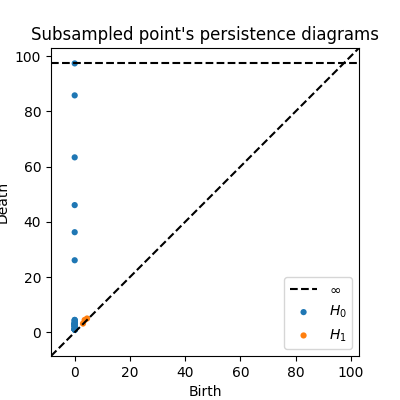 Subsampled point's persistence diagrams
100
80
60
40
20
0
Death
0 20 40 60 80 100
Birth
∞
H₀
H₁